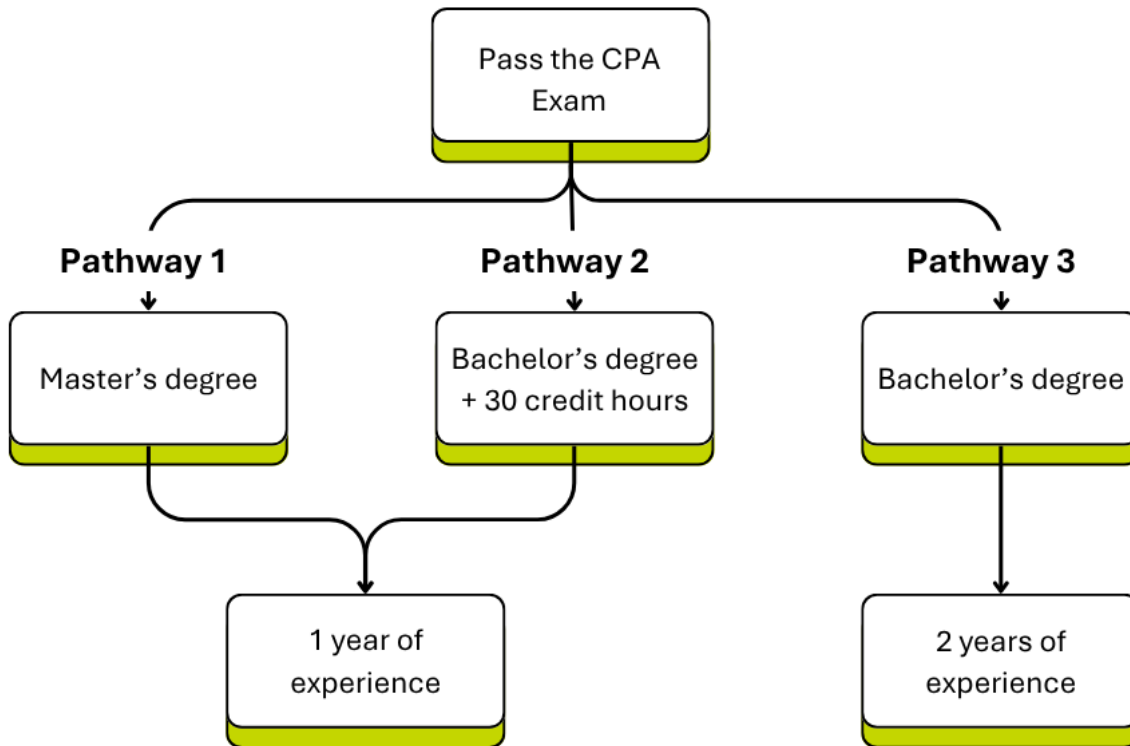 Pass the CPA
Exam
Pathway 1
Pathway 2
Pathway 3
Master’s degree
Bachelor’s degree
+ 30 credit hours
Bachelor’s degree
1 year of
experience
2 years of
experience